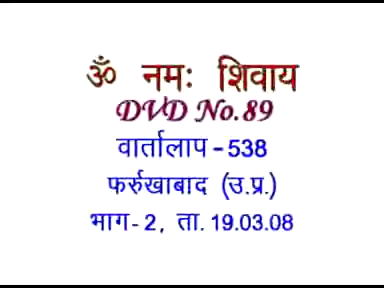 ॐ नमः शिवाय
DVD No.89
वार्तालाप - 538
फर्रुखाबाद (उ.प्र.)
भाग - 2, ता. 19.03.08